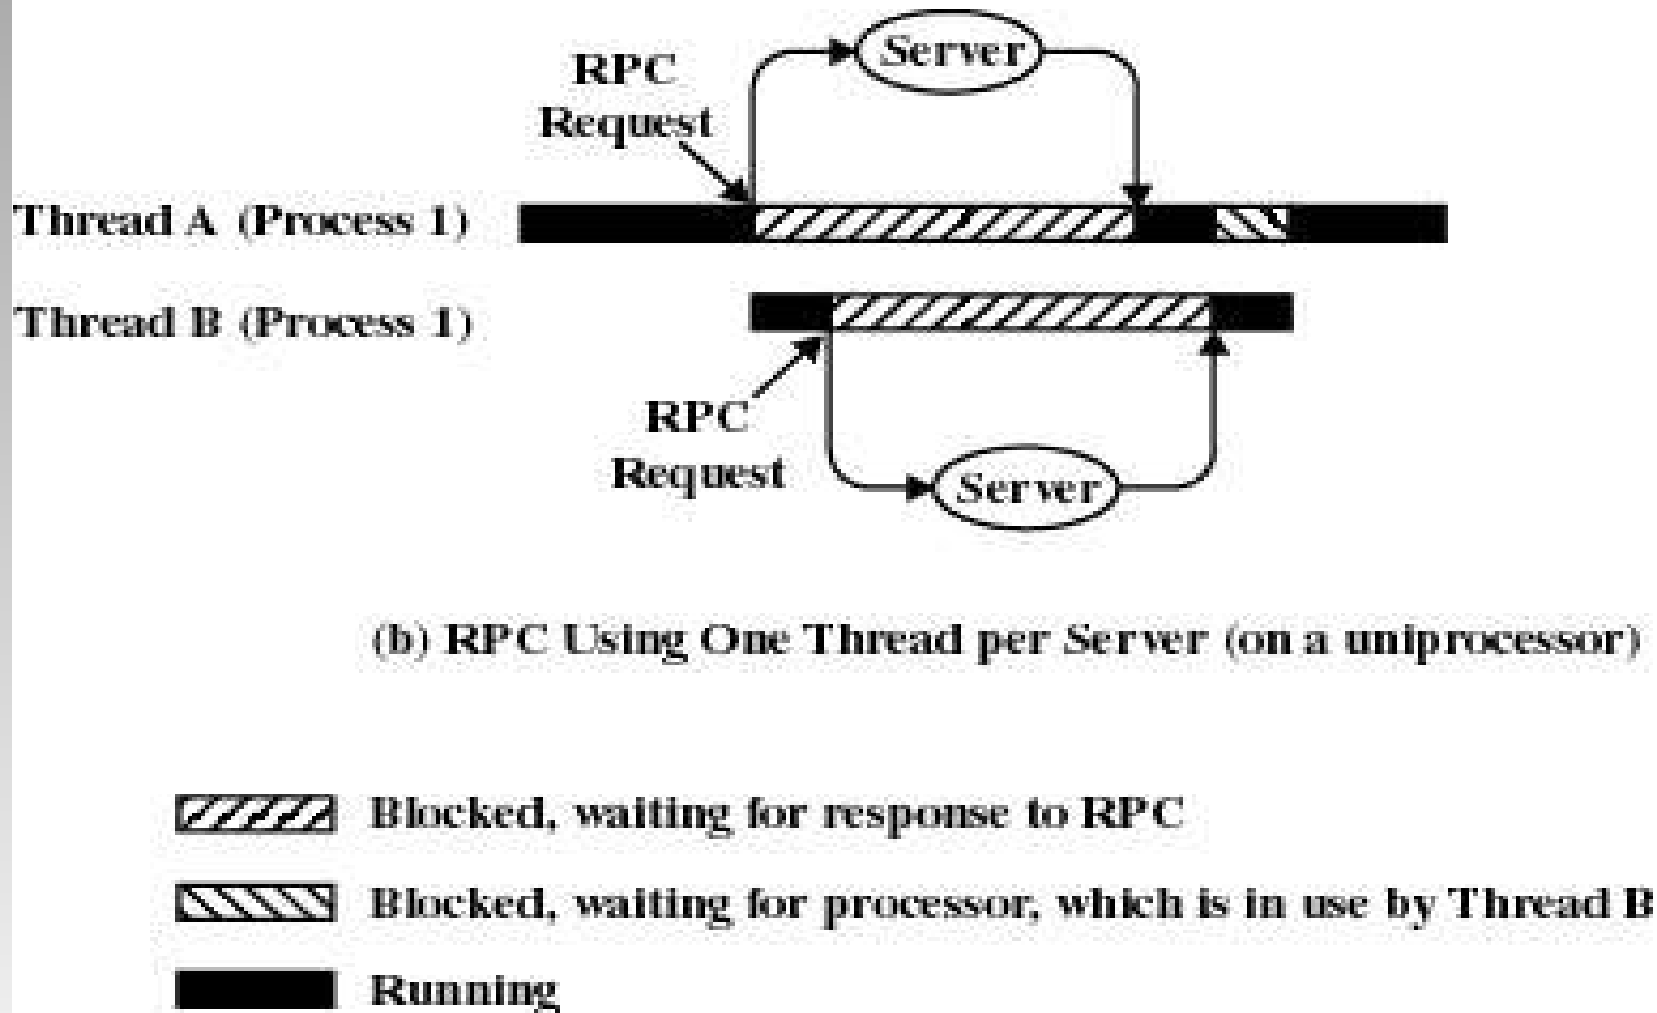 Server
RPC
Request
Thread A (Process 1)
Thread B (Process 1)
RPC
Request
Server
(b) RPC Using One Thread per Server (on a uniprocessor)
Blocked, waiting for response to RPC
Blocked, waiting for processor, which is in use by Thread B
Running